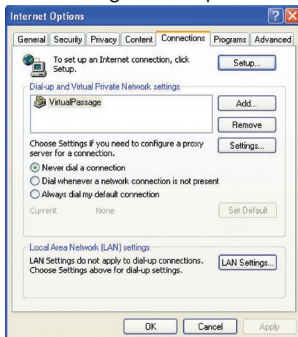 Internet Options
General Security Privacy Content Connections Programs Advanced
To set up an Internet connection, click
Setup.
Setup...
Dial-up and Virtual Private Network settings
VirtualPassage
Add...
Remove
Choose Settings if you need to configure a proxy
server for a connection.
Settings...
Never dial a connection
Dial whenever a network connection is not present
Always dial my default connection
Current None
Set Default
Local Area Network (LAN) settings
LAN Settings do not apply to dial-up connections.
Choose Settings above for dial-up settings.
LAN Settings...
OK Cancel Apply